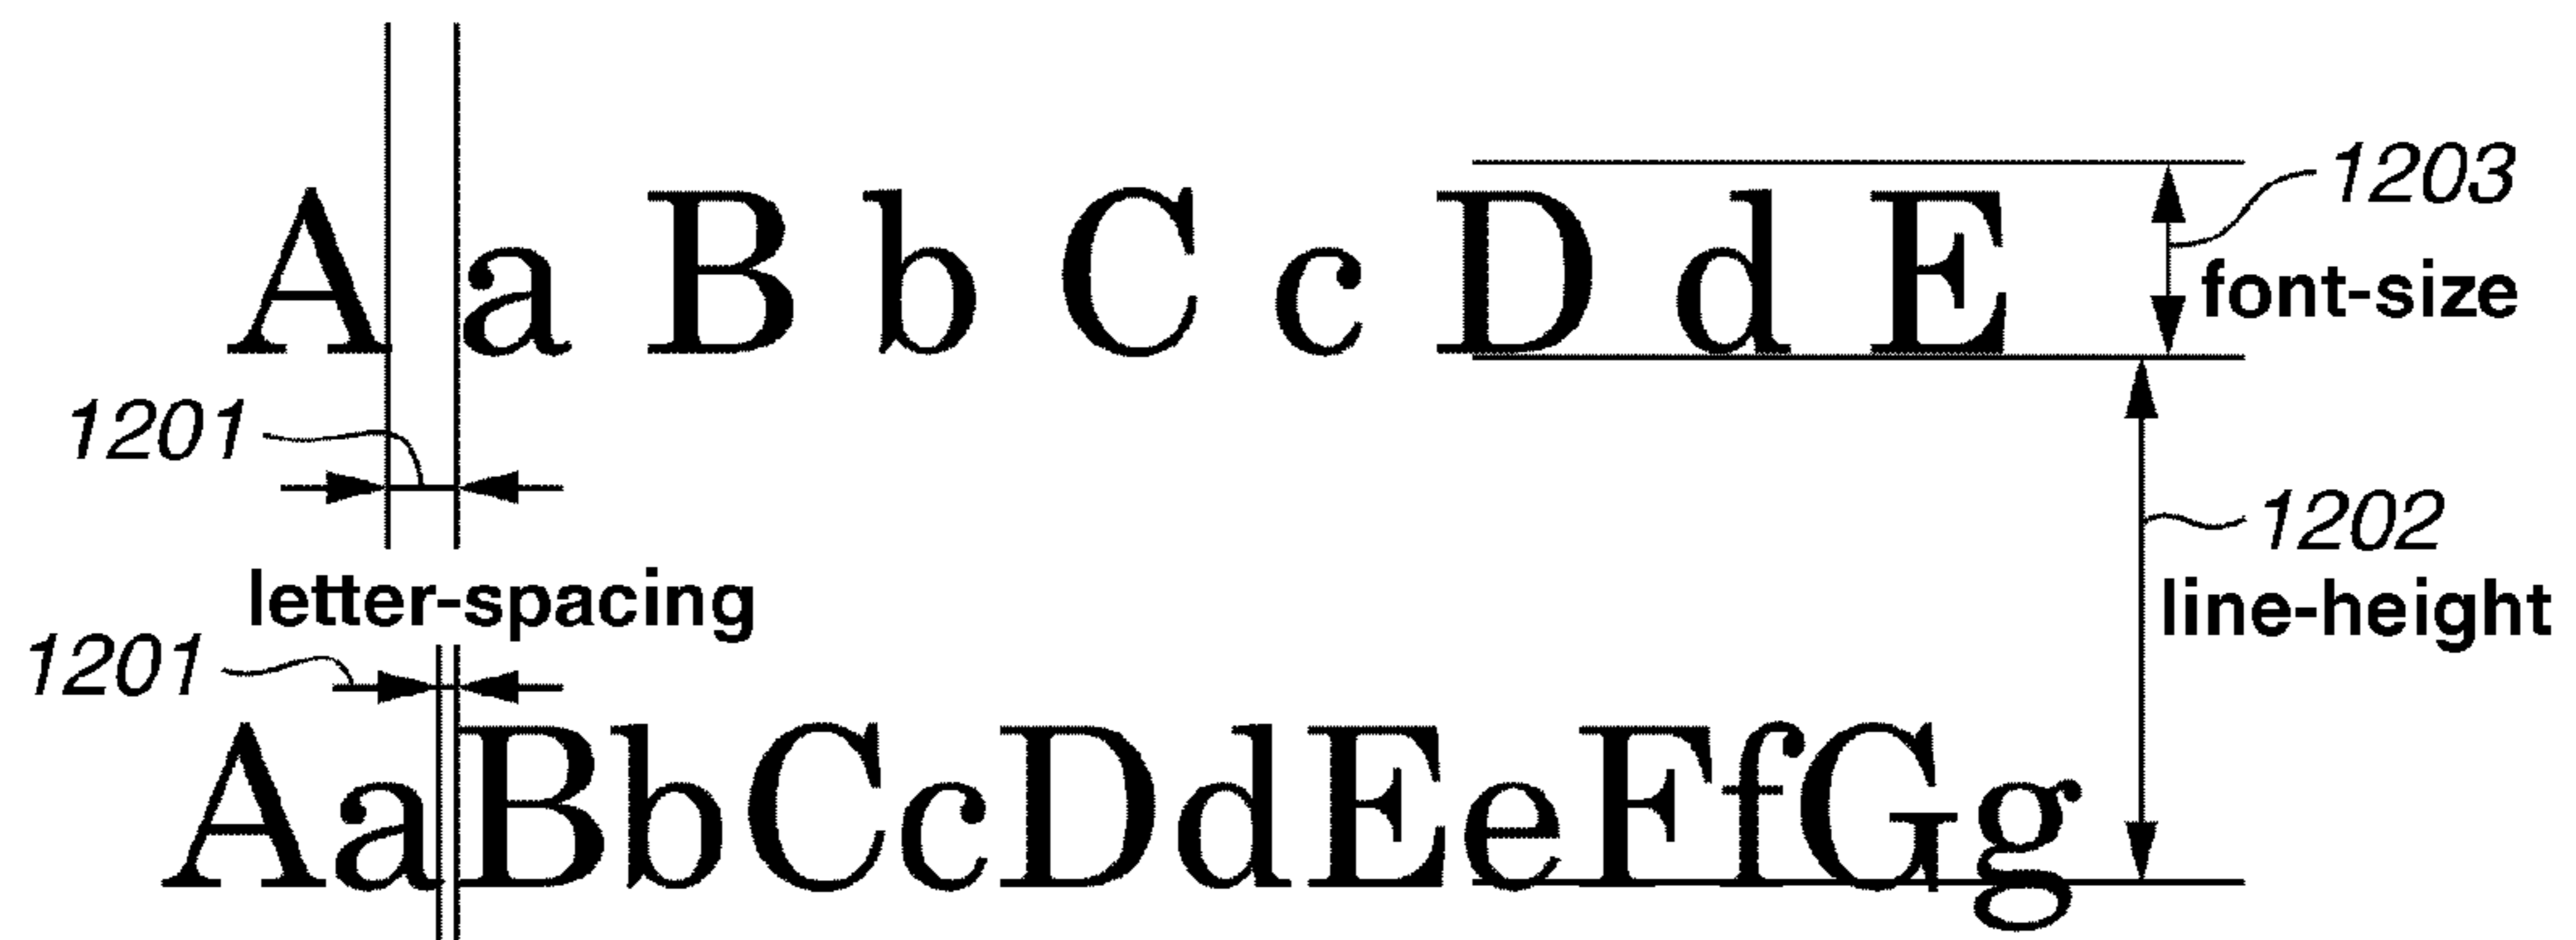 A a B b C c D d E
1203
font-size
1201
1202
line-height
letter-spacing
1201
AaBbCcDdEeFfGg